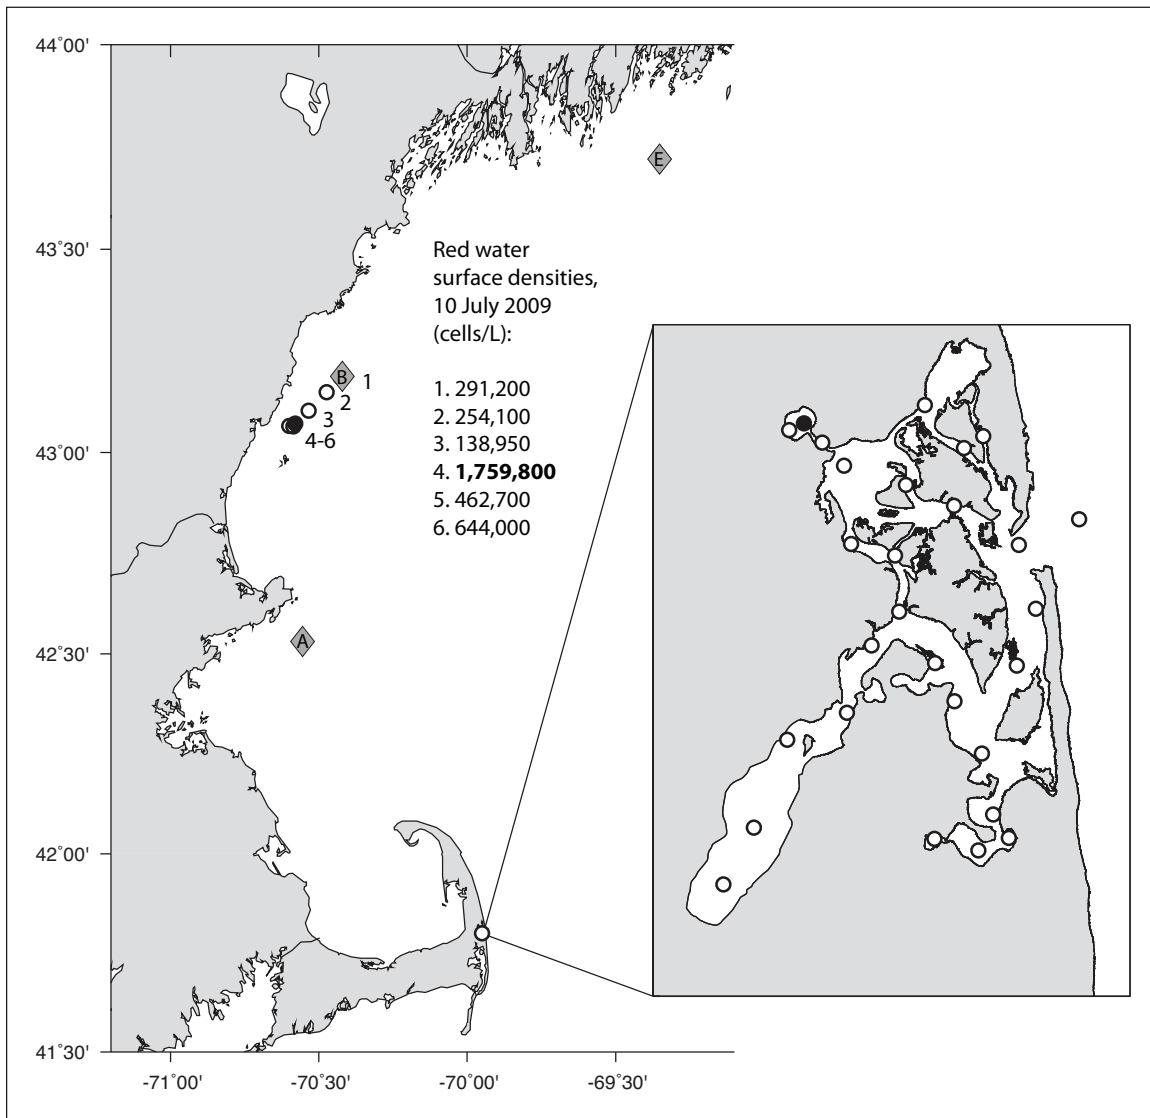 44°00'
43°30'
43°00'
42°30'
42°00'
41°30'
-71°00'
-70°30'
-70°00'
-69°30'
E
Red water
surface densities,
10 July 2009
(cells/L):
1. 291,200
2. 254,100
3. 138,950
4. 1,759,800
5. 462,700
6. 644,000
B
1
2
3
4-6
A